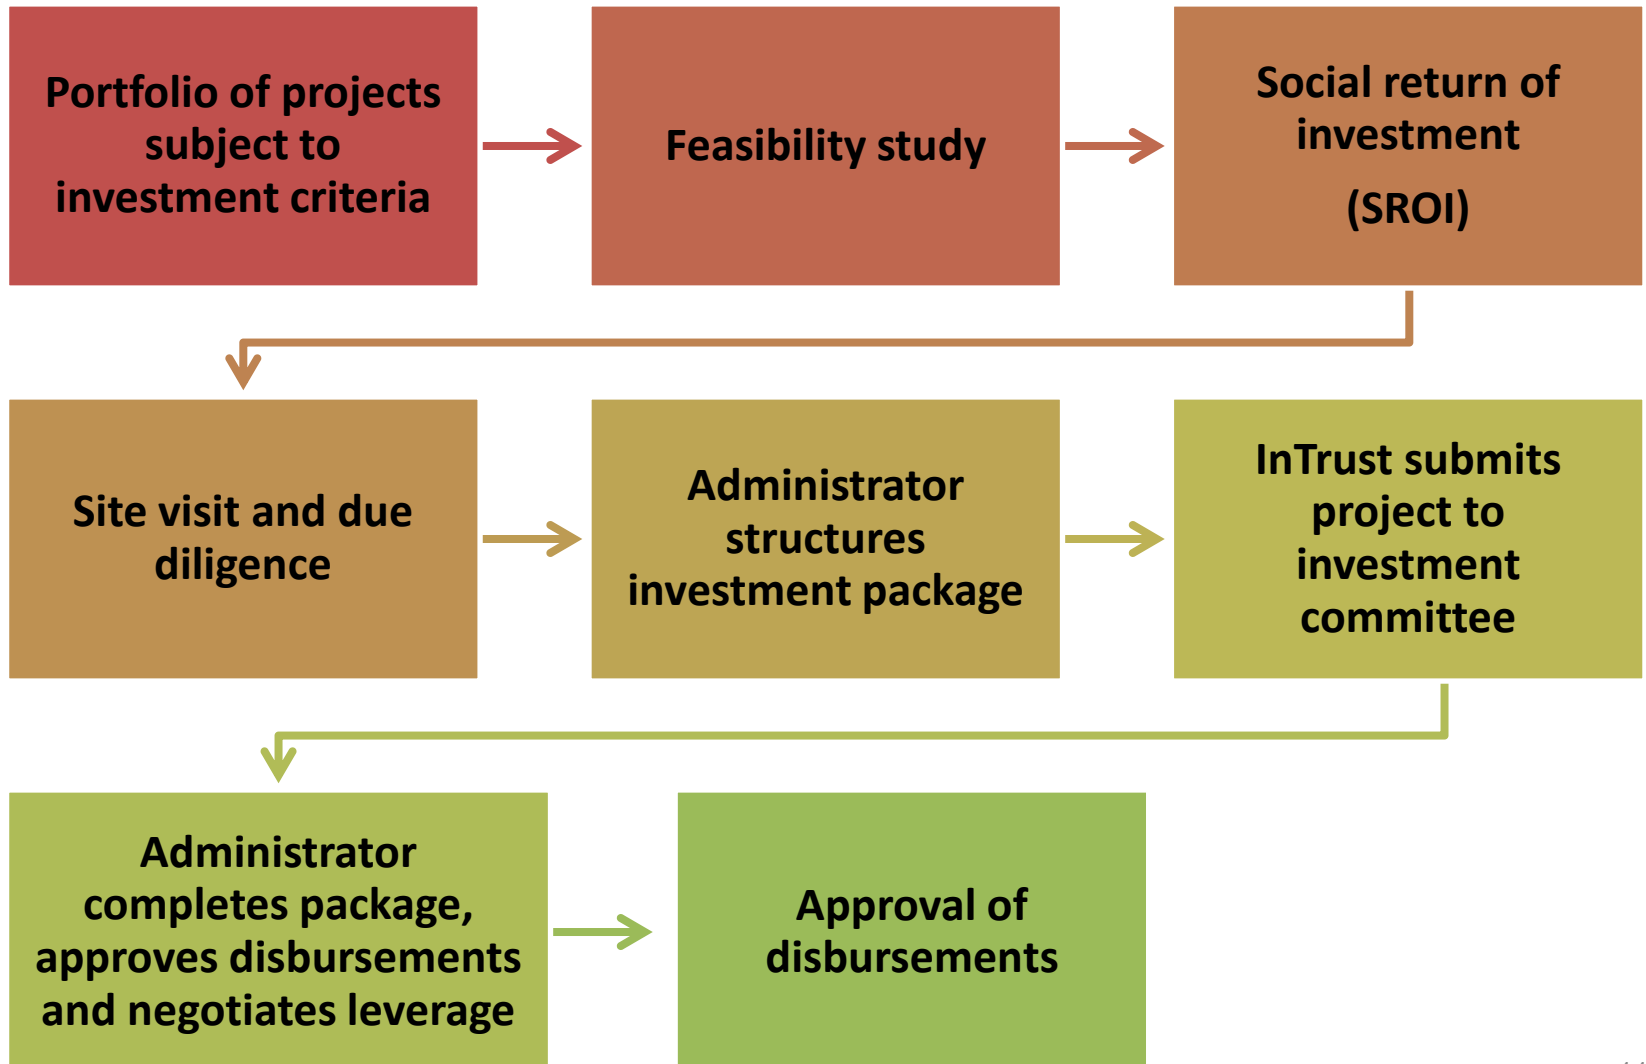 Portfolio of projects
subject to
investment criteria
Feasibility study
Social return of
investment
(SROI)
Site visit and due
diligence
Administrator
structures
investment package
InTrust submits
project to
investment
committee
Administrator
completes package,
approves disbursements
and negotiates leverage
Approval of
disbursements